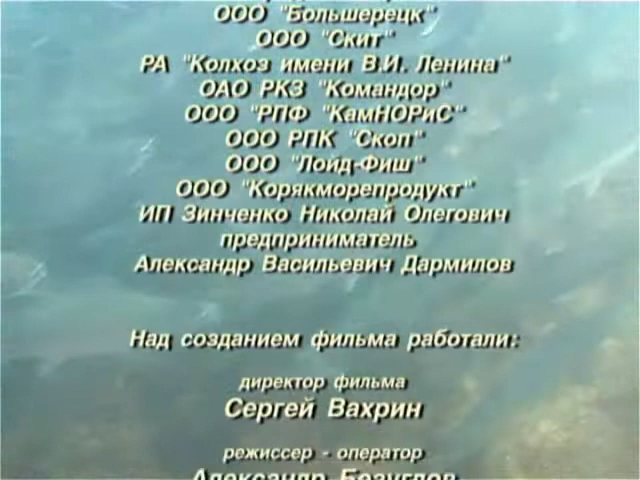 ООО "Большерецк"
ООО "Скит"
РА "Колхоз имени В.И. Ленина"
ОАО РКЗ "Командор"
ООО "РПФ "КамНОРиС"
ООО РПК "Скоп"
ООО "Лойд-Фиш"
ООО "Корякморепродукт"
ИП Зинченко Николай Олегович
предприниматель
Александр Васильевич Дармилов
Над созданием фильма работали:
директор фильма
Сергей Вахрин
режиссер - оператор
Александр Безуглов